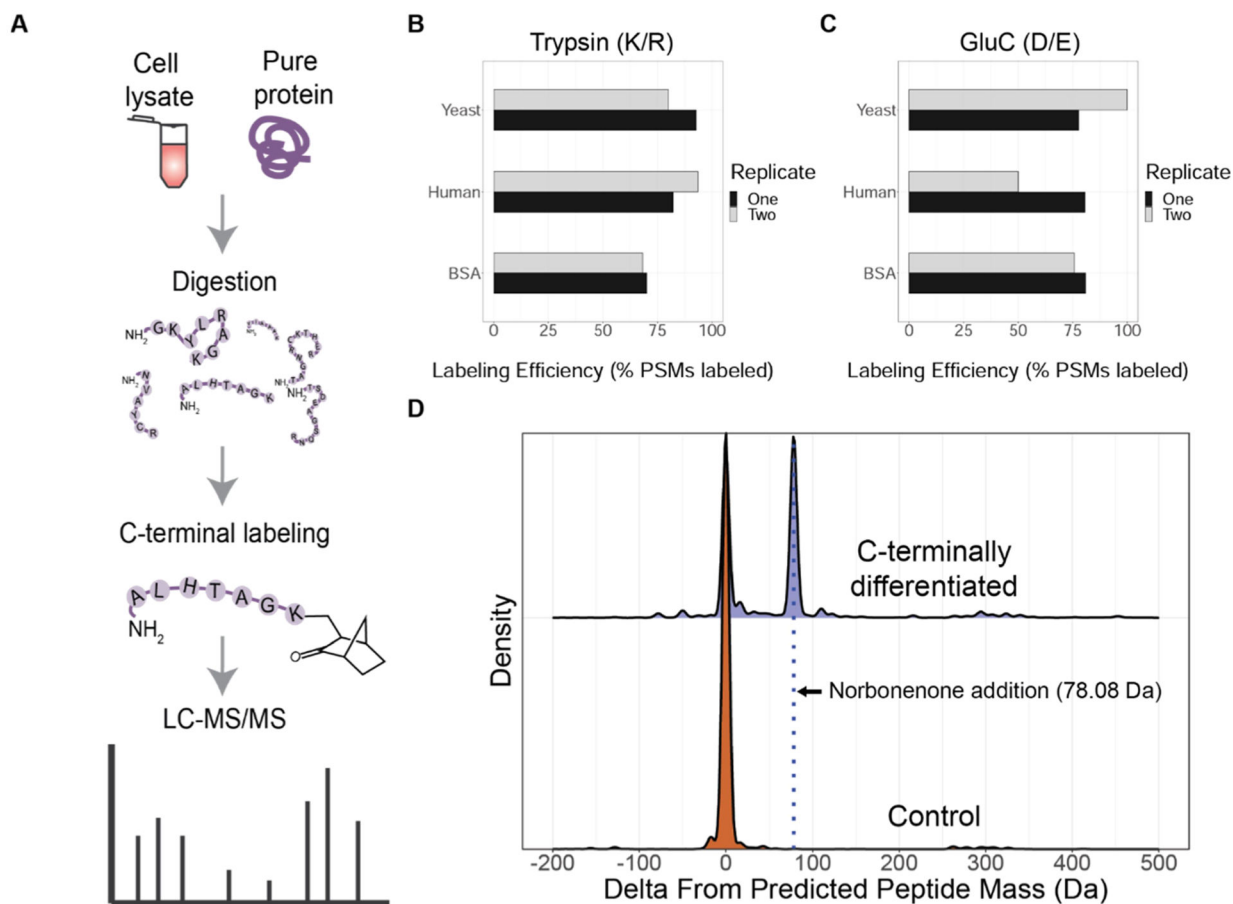 A
Cell
lysate
Pure
protein
Digestion
NH2 G K Y L R A G K
NH2 N V A Y C R
NH2 A L H T A G K
NH2
C-terminal labeling
A L H T A G K
NH2
O
LC-MS/MS
B
Trypsin (K/R)
Yeast
Human
BSA
0 25 50 75 100
Labeling Efficiency (% PSMs labeled)
Replicate
One
Two
C
GluC (D/E)
Yeast
Human
BSA
0 25 50 75 100
Labeling Efficiency (% PSMs labeled)
Replicate
One
Two
D
Density
C-terminally
differentiated
Norbonenone addition (78.08 Da)
Control
-200 -100 0 100 200 300 400 500
Delta From Predicted Peptide Mass (Da)